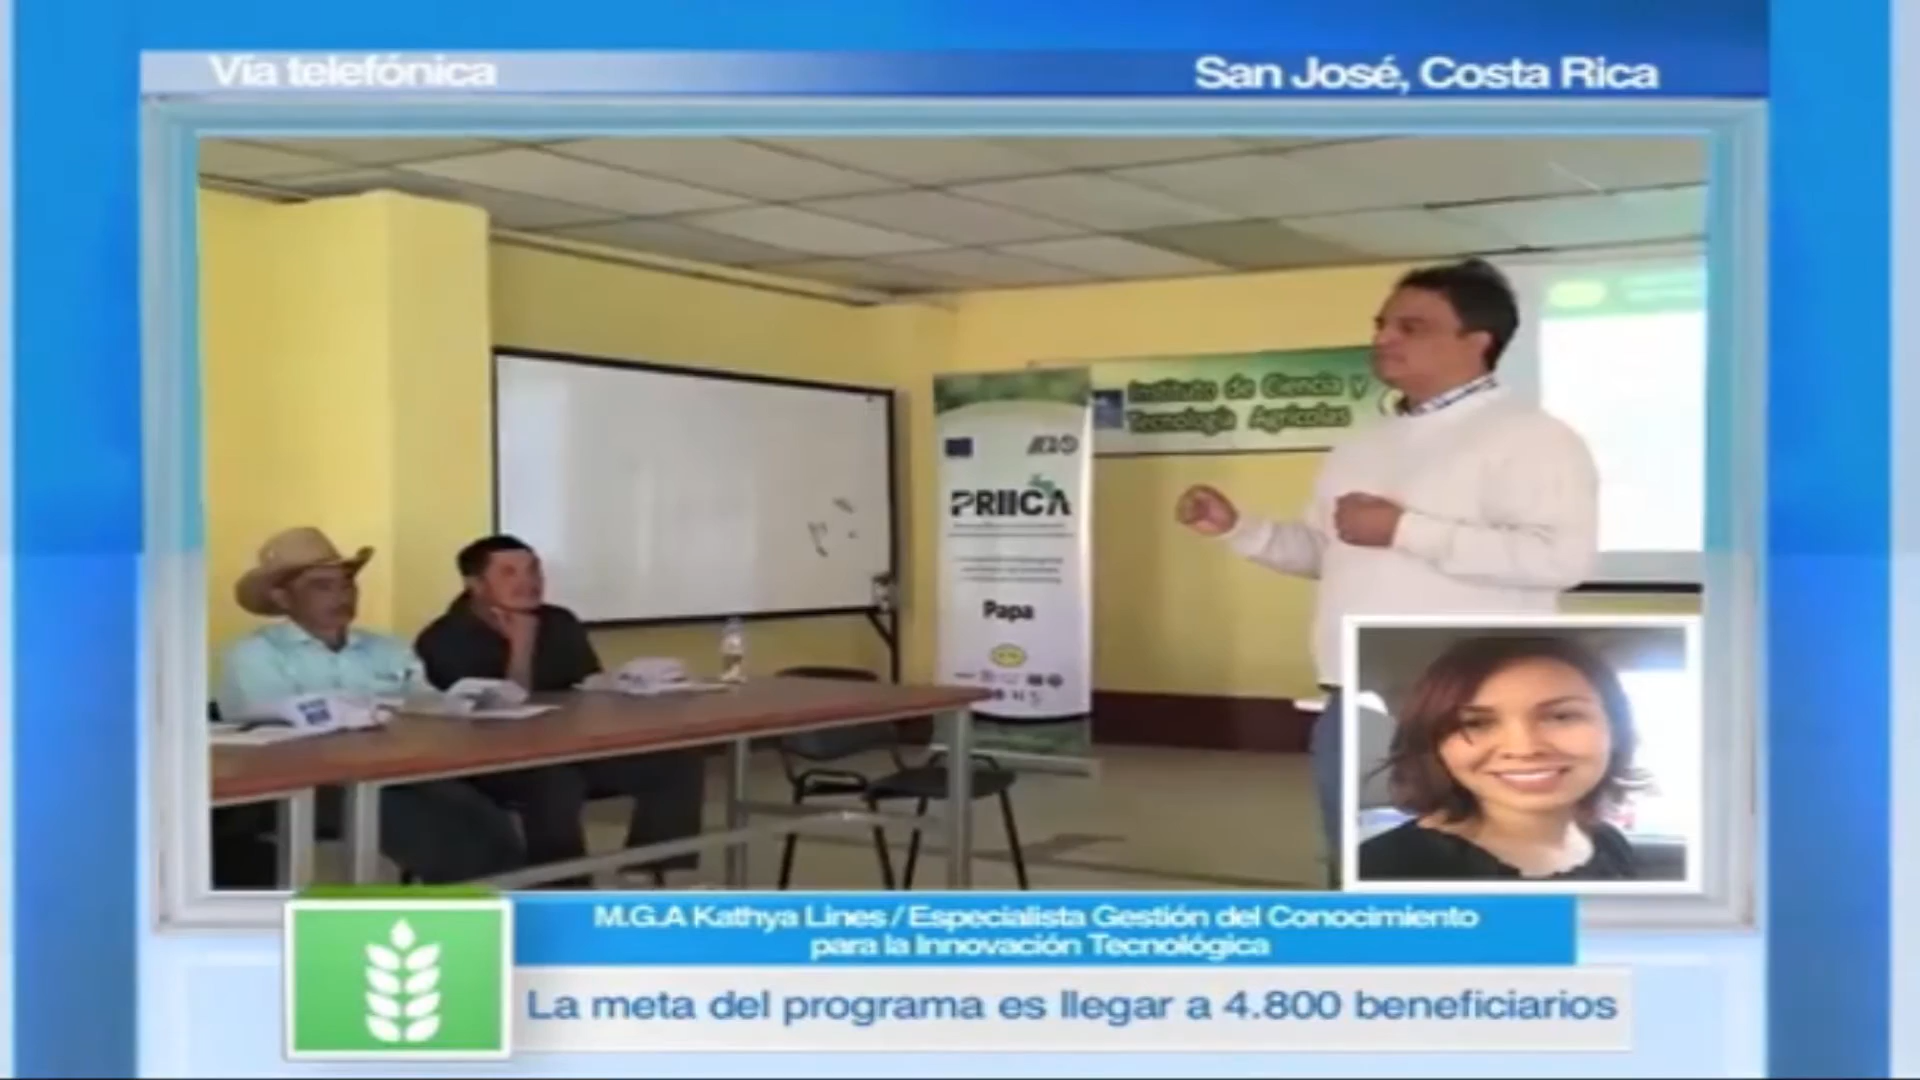 Vía telefónica
San José, Costa Rica
Instituto de Ciencia y
Tecnología Agrícolas
PRIICA
Papa
M.G.A Kathya Lines / Especialista Gestión del Conocimiento
para la Innovación Tecnológica
La meta del programa es llegar a 4.800 beneficiarios